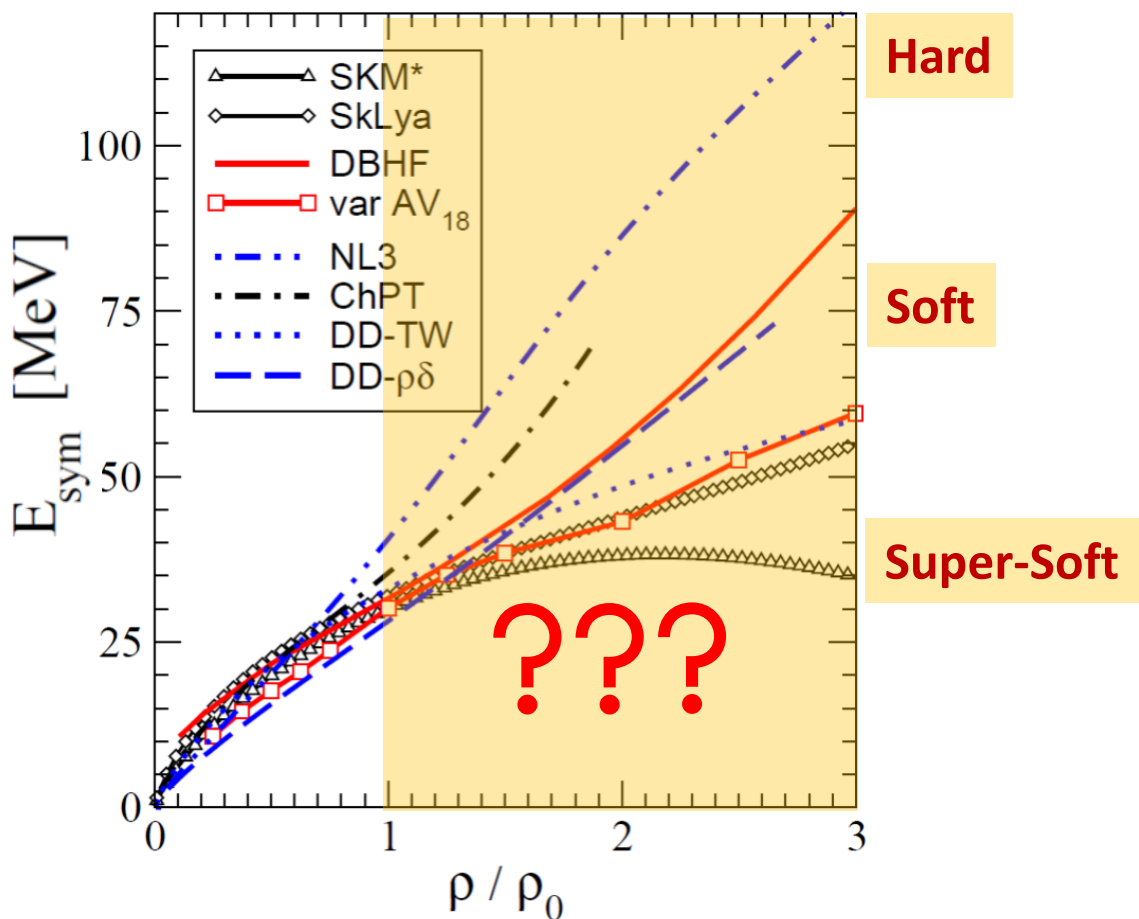 Hard
SKM*
SkLya
DBHF
var AV18
NL3
ChPT
DD-TW
DD-ρδ
100
Soft
75
50
Super-Soft
25
???
0
0 1 2 3
E_sym [MeV]
ρ / ρ0